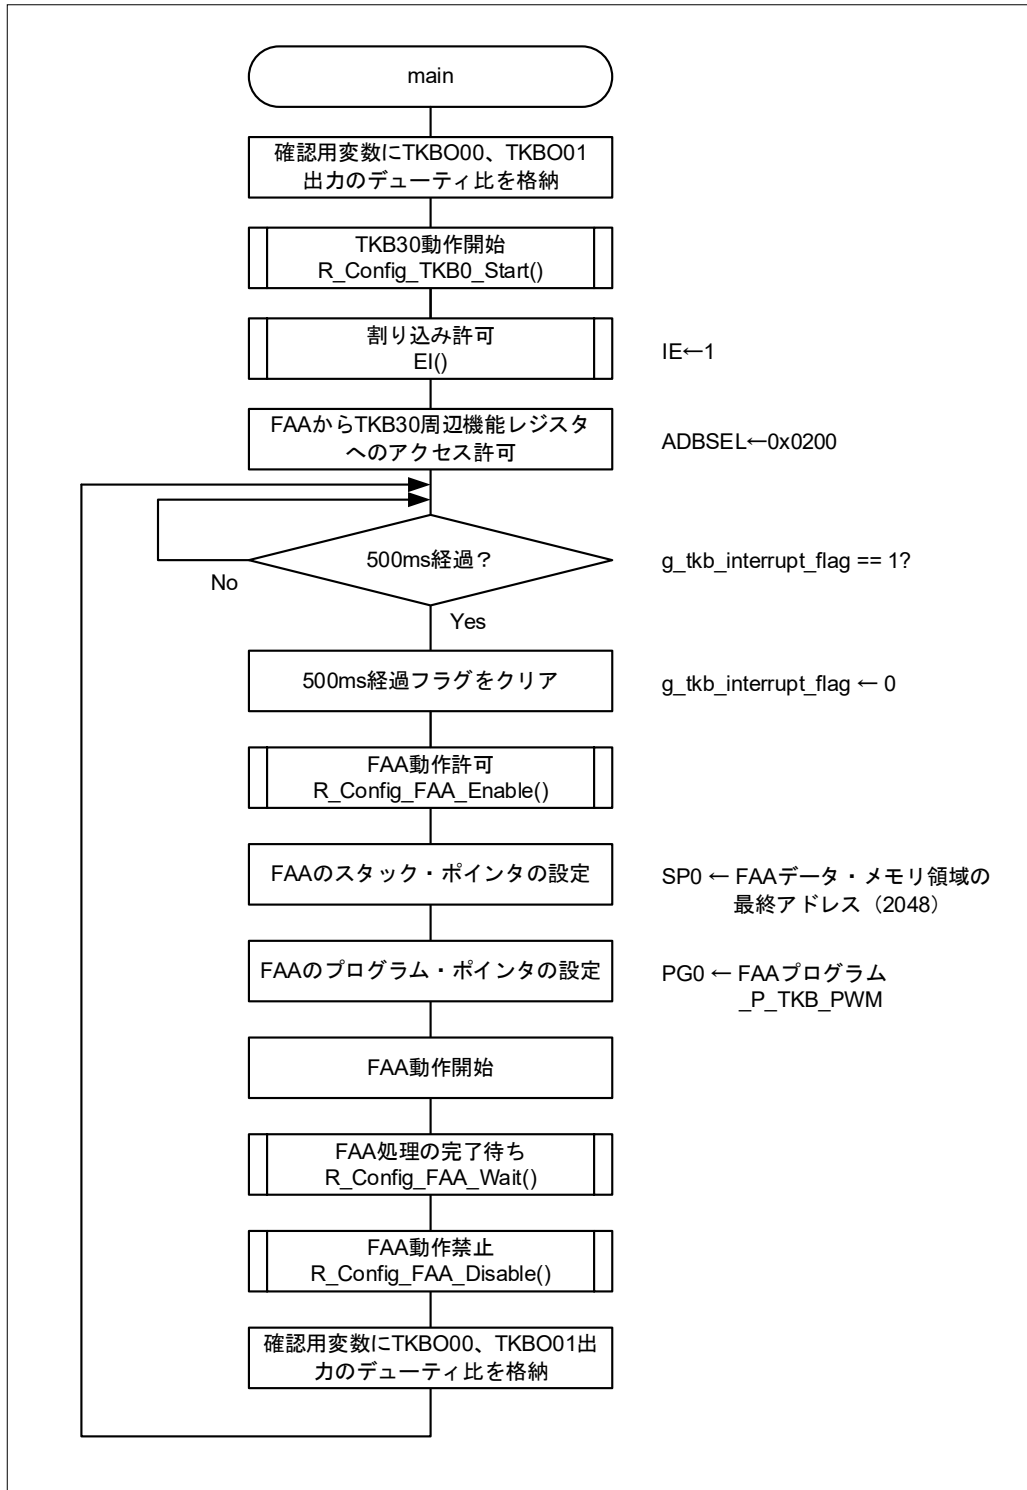 main
確認用変数にTKBO00、TKBO01
出力のデューティ比を格納
TKB30動作開始
R_Config_TKB0_Start()
割り込み許可
EI()
IE←1
FAAからTKB30周辺機能レジスタ
へのアクセス許可
ADBSEL←0x0200
500ms経過？
g_tkb_interrupt_flag == 1?
No
Yes
500ms経過フラグをクリア
g_tkb_interrupt_flag ← 0
FAA動作許可
R_Config_FAA_Enable()
FAAのスタック・ポインタの設定
SP0 ← FAAデータ・メモリ領域の
最終アドレス（2048）
FAAのプログラム・ポインタの設定
PG0 ← FAAプログラム
_P_TKB_PWM
FAA動作開始
FAA処理の完了待ち
R_Config_FAA_Wait()
FAA動作禁止
R_Config_FAA_Disable()
確認用変数にTKBO00、TKBO01出
力のデューティ比を格納